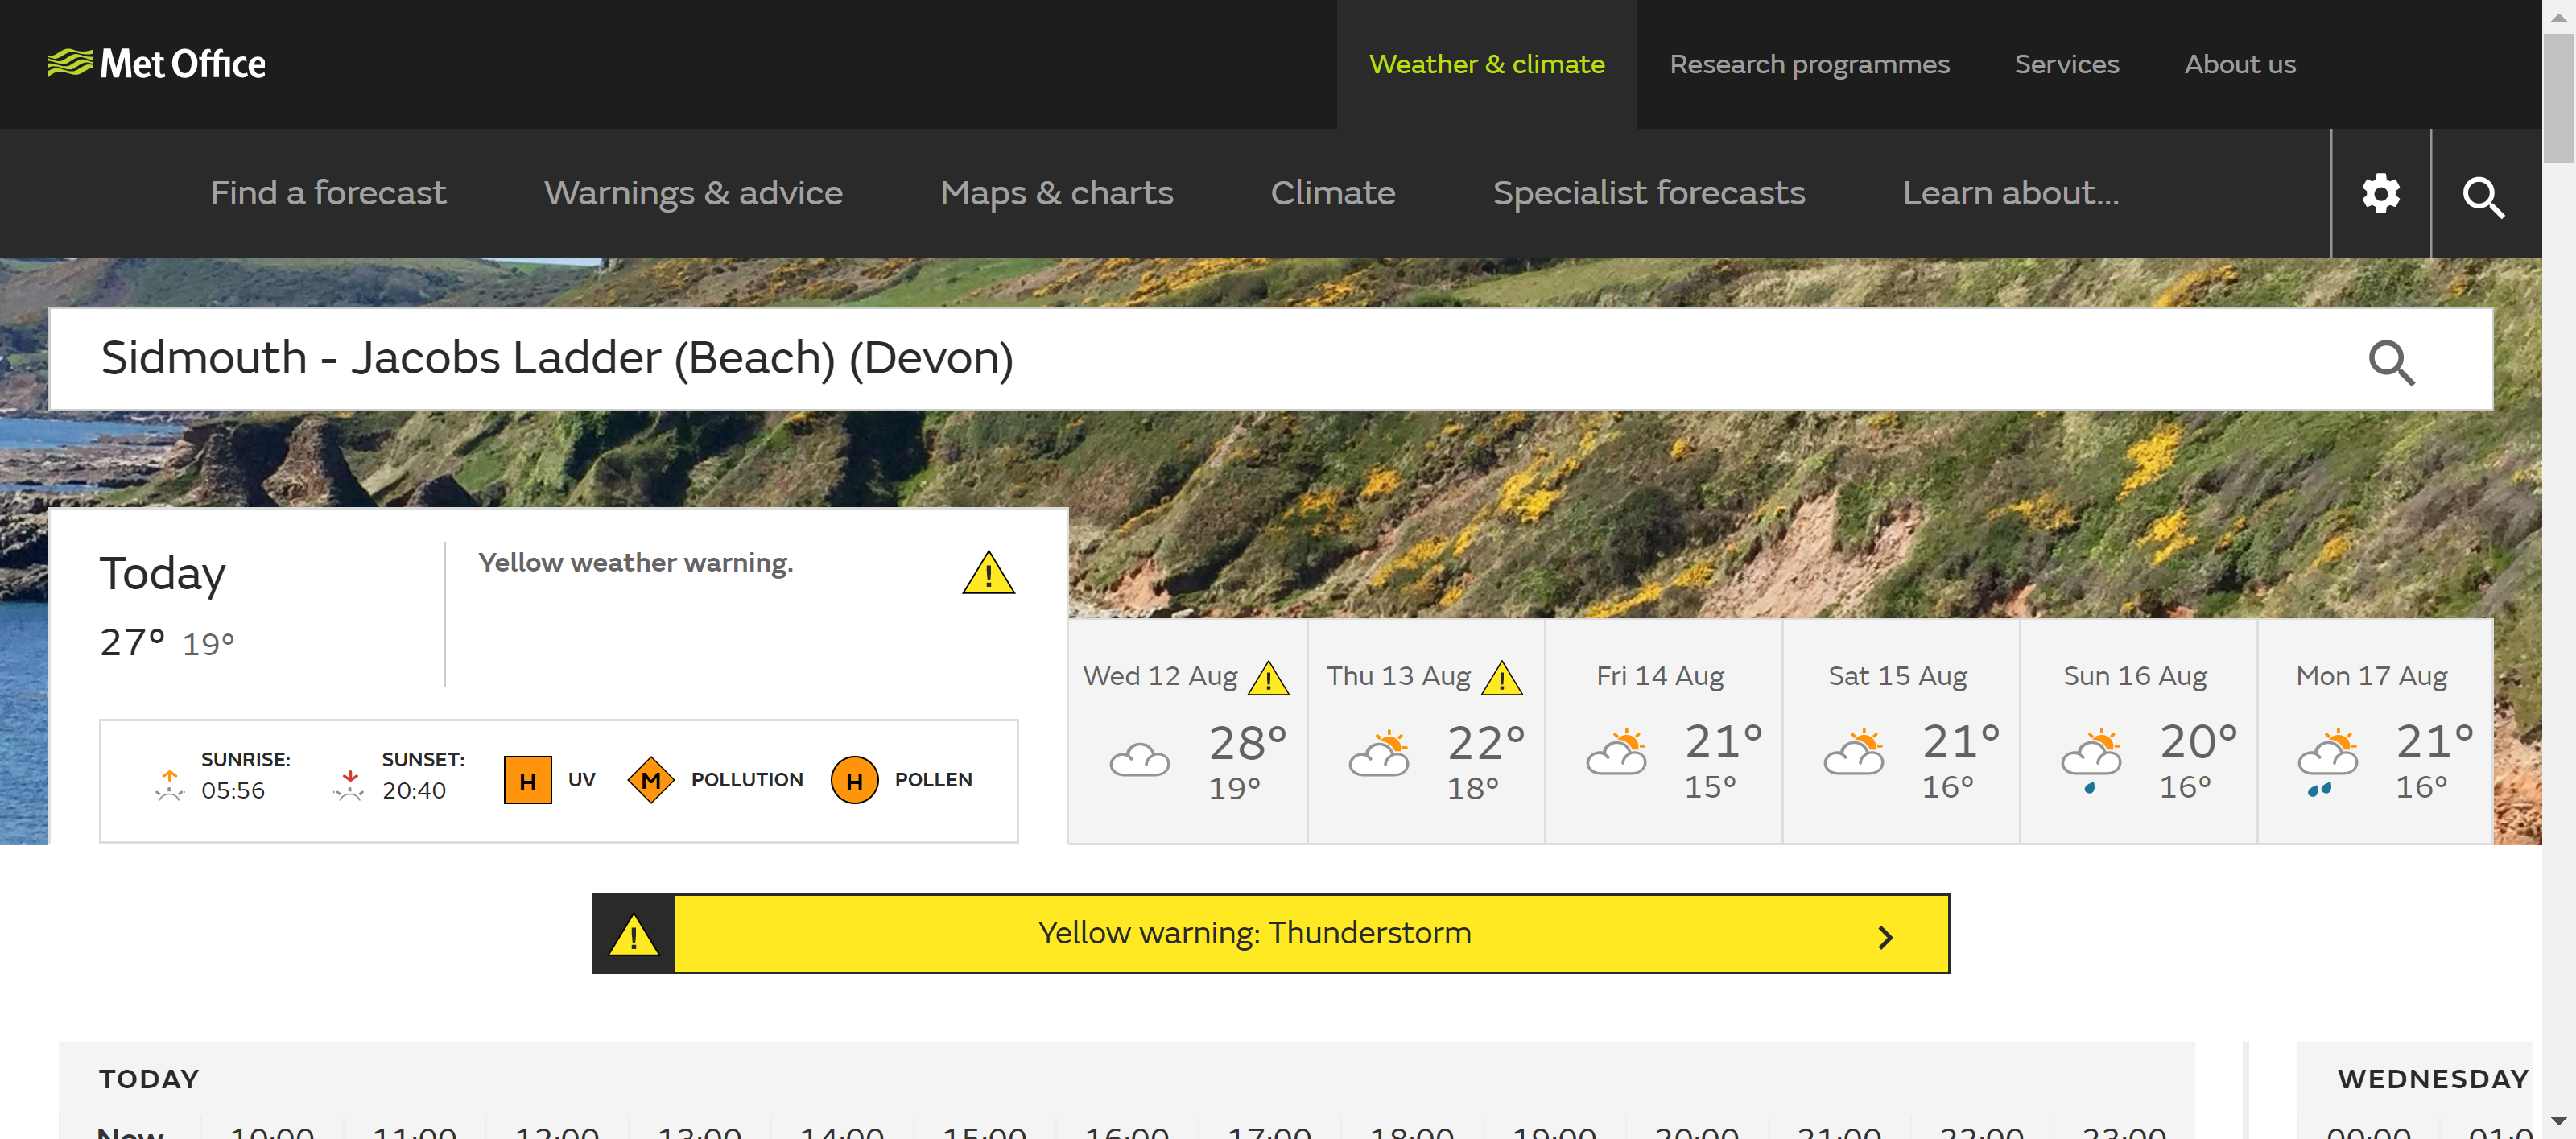 Met Office
Weather & climate Research programmes Services About us
Find a forecast Warnings & advice Maps & charts Climate Specialist forecasts Learn about...
Sidmouth - Jacobs Ladder (Beach) (Devon)
Today
27° 19°
Yellow weather warning.
SUNRISE: 05:56
SUNSET: 20:40
H UV
M POLLUTION
H POLLEN
Wed 12 Aug
28°
19°
Thu 13 Aug
22°
18°
Fri 14 Aug
21°
15°
Sat 15 Aug
21°
16°
Sun 16 Aug
20°
16°
Mon 17 Aug
21°
16°
Yellow warning: Thunderstorm
TODAY
Now 10:00 11:00 12:00 13:00 14:00 15:00 16:00 17:00 18:00 19:00 20:00 21:00 22:00 23:00
WEDNESDAY
00:00 01:0